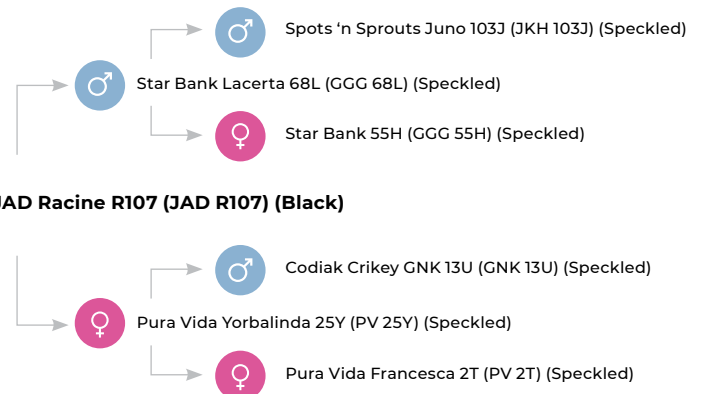 Spots ‘n Sprouts Juno 103J (JKH 103J) (Speckled)
Star Bank Lacerta 68L (GGG 68L) (Speckled)
Star Bank 55H (GGG 55H) (Speckled)
JAD Racine R107 (JAD R107) (Black)
Codiak Crikey GNK 13U (GNK 13U) (Speckled)
Pura Vida Yorbalinda 25Y (PV 25Y) (Speckled)
Pura Vida Francesca 2T (PV 2T) (Speckled)